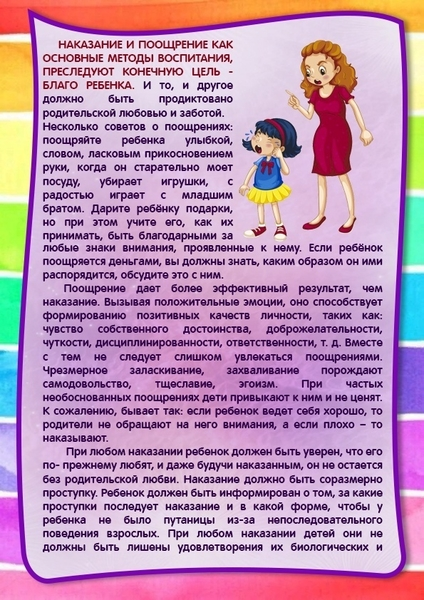 НАКАЗАНИЕ И ПООЩРЕНИЕ КАК
ОСНОВНЫЕ МЕТОДЫ ВОСПИТАНИЯ,
ПРЕСЛЕДУЮТ КОНЕЧНУЮ ЦЕЛЬ -
БЛАГО РЕБЕНКА. И то, и другое
должно быть продиктовано
родительской любовью и заботой.
Несколько советов о поощрениях:
поощряйте ребенка улыбкой,
словом, ласковым прикосновением
руки, когда он старательно моет
посуду, убирает игрушки, с
радостью играет с младшим
братом. Дарите ребёнку подарки,
но при этом учите его, как их
принимать, быть благодарными за
любые знаки внимания, проявленные к нему. Если ребёнок
поощряется деньгами, вы должны знать, каким образом он ими
распорядится, обсудите это с ним.
Поощрение дает более эффективный результат, чем
наказание. Вызывая положительные эмоции, оно способствует
формированию позитивных качеств личности, таких как:
чувство собственного достоинства, доброжелательности,
чуткости, дисциплинированности, ответственности, т. д. Вместе
с тем не следует слишком увлекаться поощрениями.
Чрезмерное заласкивание, захваливание порождают
самодовольство, тщеславие, эгоизм. При частых
необоснованных поощрениях дети привыкают к ним и не ценят.
К сожалению, бывает так: если ребенок ведет себя хорошо, то
родители не обращают на него внимания, а если плохо – то
наказывают.
При любом наказании ребенок должен быть уверен, что его
по- прежнему любят, и даже будучи наказанным, он не остается
без родительской любви. Наказание должно быть соразмерно
проступку. Ребенок должен быть информирован о том, за какие
проступки последует наказание и в какой форме, чтобы у
ребенка не было путаницы из-за непоследовательного
поведения взрослых. При любом наказании детей они не
должны быть лишены удовлетворения их биологических и